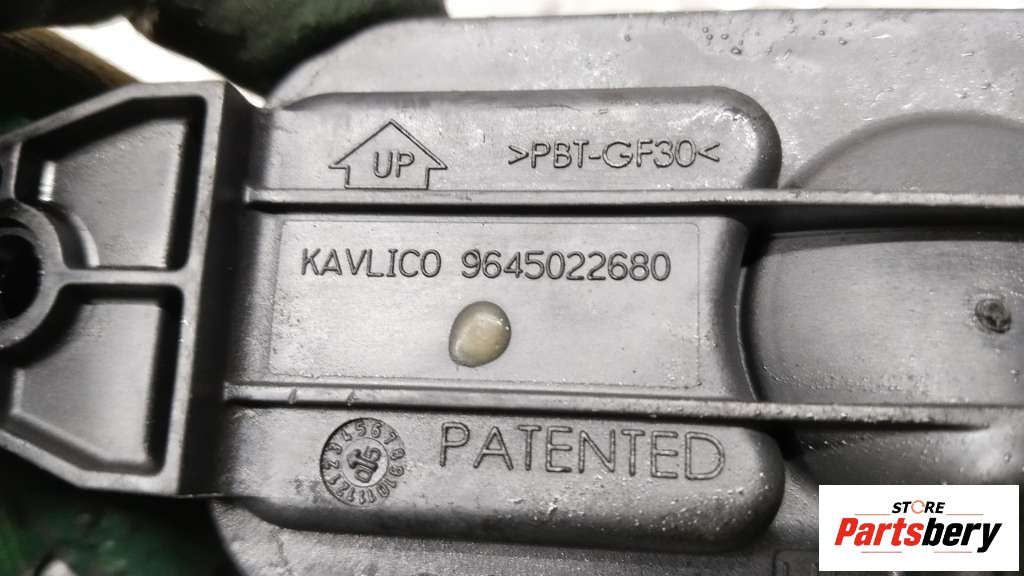 UP
>PBT-GF30<
KAVLICO 9645022680
PATENTED
STORE
Partsbery